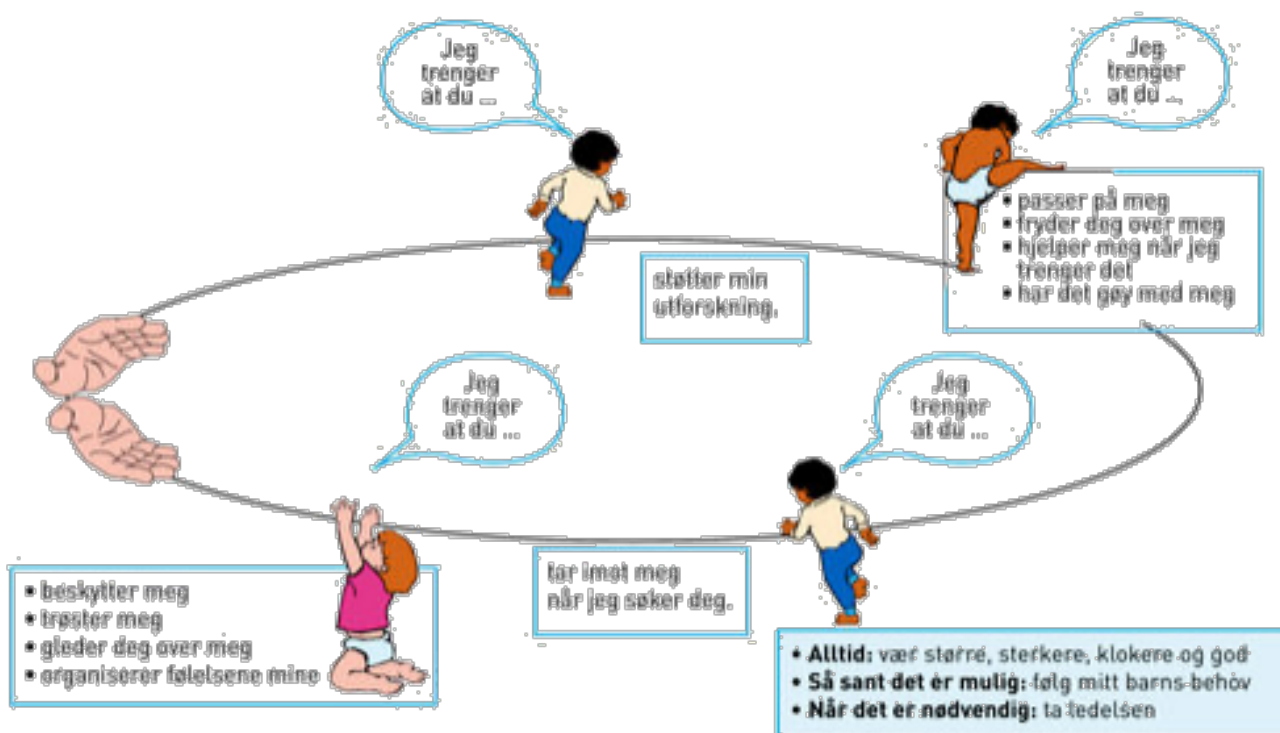 Jeg
trenger
at du ...
Jeg
trenger
at du ...
• passer på meg
• fryder deg over meg
• hjelper meg når jeg
trenger det
• har det gøy med meg
støtter min
utforskning.
Jeg
trenger
at du ...
Jeg
trenger
at du ...
• beskytter meg
• trøster meg
• gleder deg over meg
• organiserer følelsene mine
tar imot meg
når jeg søker deg.
• Alltid: vær større, sterkere, klokere og god
• Så sant det er mulig: følg mitt barns behov
• Når det er nødvendig: ta ledelsen